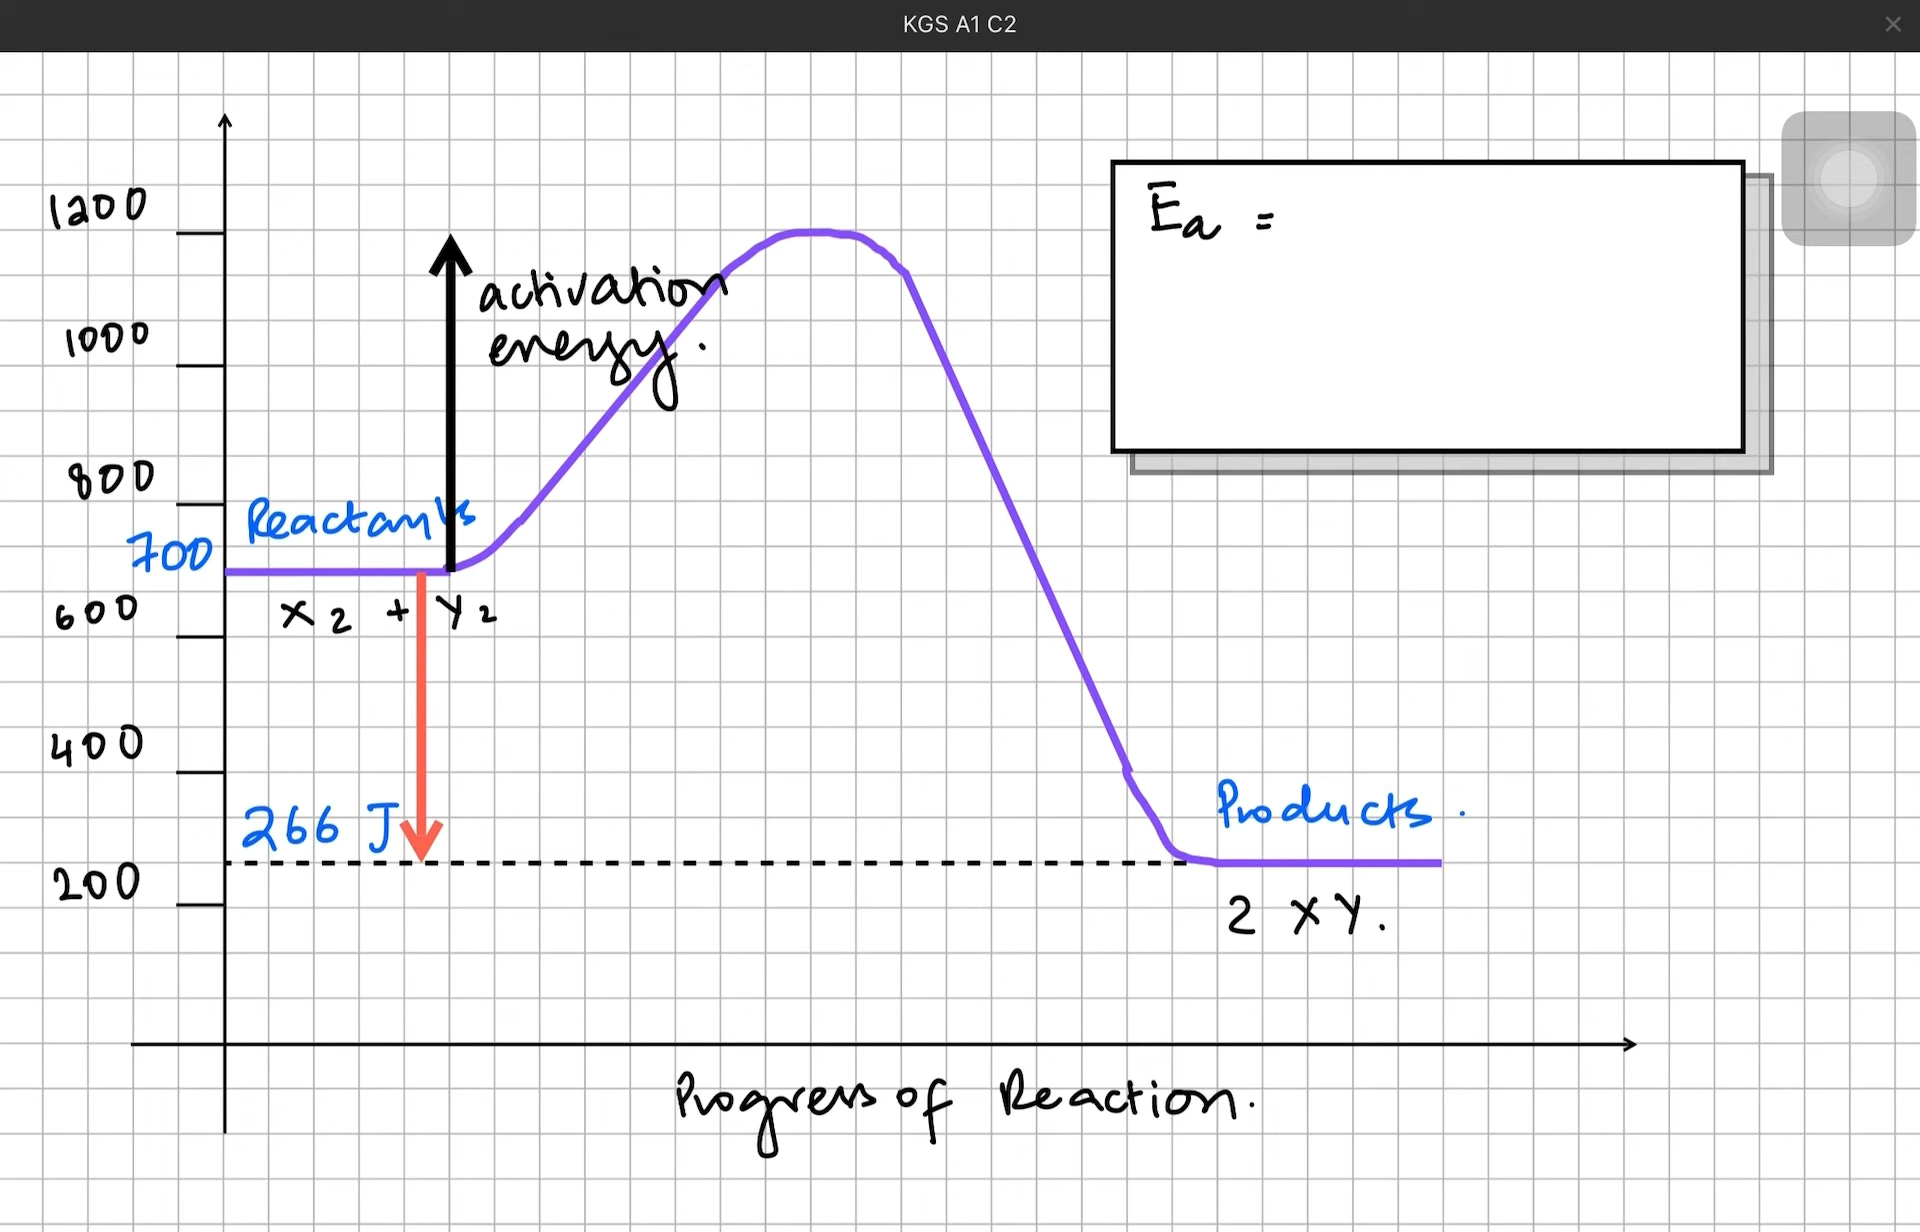 KGS A1 C2
1200
Ea =
activation
1000
energy.
800
Reactants
700
600
X2 + Y2
400
Products.
266 J
200
2 XY.
Progress of Reaction.